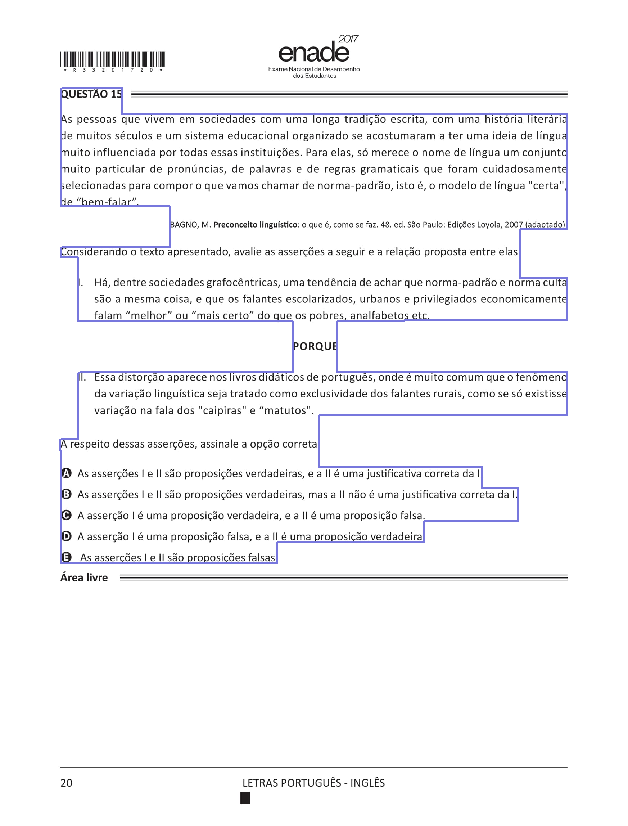 *R3320172D*
enade 2017
Exame Nacional de Desempenho
dos Estudantes
QUESTÃO 15
As pessoas que vivem em sociedades com uma longa tradição escrita, com uma história literária
de muitos séculos e um sistema educacional organizado se acostumaram a ter uma ideia de língua
muito influenciada por todas essas instituições. Para elas, só merece o nome de língua um conjunto
muito particular de pronúncias, de palavras e de regras gramaticais que foram cuidadosamente
selecionadas para compor o que vamos chamar de norma-padrão, isto é, o modelo de língua "certa",
de “bem-falar”.
BAGNO, M. Preconceito linguístico: o que é, como se faz. 48. ed. São Paulo: Edições Loyola, 2007 (adaptado).
Considerando o texto apresentado, avalie as asserções a seguir e a relação proposta entre elas.
I. Há, dentre sociedades grafocêntricas, uma tendência de achar que norma-padrão e norma culta
são a mesma coisa, e que os falantes escolarizados, urbanos e privilegiados economicamente
falam “melhor” ou “mais certo” do que os pobres, analfabetos etc.
PORQUE
II. Essa distorção aparece nos livros didáticos de português, onde é muito comum que o fenômeno
da variação linguística seja tratado como exclusividade dos falantes rurais, como se só existisse
variação na fala dos "caipiras" e “matutos".
A respeito dessas asserções, assinale a opção correta.
A As asserções I e II são proposições verdadeiras, e a II é uma justificativa correta da I.
B As asserções I e II são proposições verdadeiras, mas a II não é uma justificativa correta da I.
C A asserção I é uma proposição verdadeira, e a II é uma proposição falsa.
D A asserção I é uma proposição falsa, e a II é uma proposição verdadeira.
E As asserções I e II são proposições falsas.
Área livre
20
LETRAS PORTUGUÊS - INGLÊS